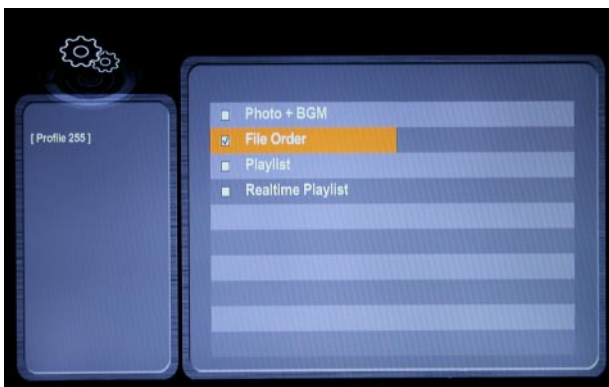 [ Profile 255 ]
Photo + BGM
File Order
Playlist
Realtime Playlist